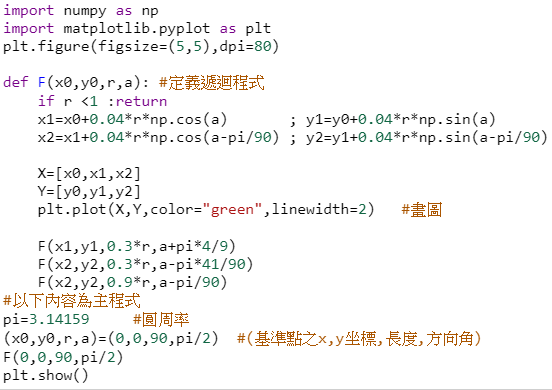 import numpy as np
import matplotlib.pyplot as plt
plt.figure(figsize=(5,5),dpi=80)
def F(x0,y0,r,a): #定義遞迴程式
    if r <1 :return
    x1=x0+0.04*r*np.cos(a)       ; y1=y0+0.04*r*np.sin(a)
    x2=x1+0.04*r*np.cos(a-pi/90) ; y2=y1+0.04*r*np.sin(a-pi/90)
    X=[x0,x1,x2]
    Y=[y0,y1,y2]
    plt.plot(X,Y,color="green",linewidth=2)   #畫圖
    F(x1,y1,0.3*r,a+pi*4/9)
    F(x2,y2,0.3*r,a-pi*41/90)
    F(x2,y2,0.9*r,a-pi/90)
#以下內容為主程式
pi=3.14159     #圓周率
(x0,y0,r,a)=(0,0,90,pi/2)  #(基準點之x,y坐標,長度,方向角)
F(0,0,90,pi/2)
plt.show()